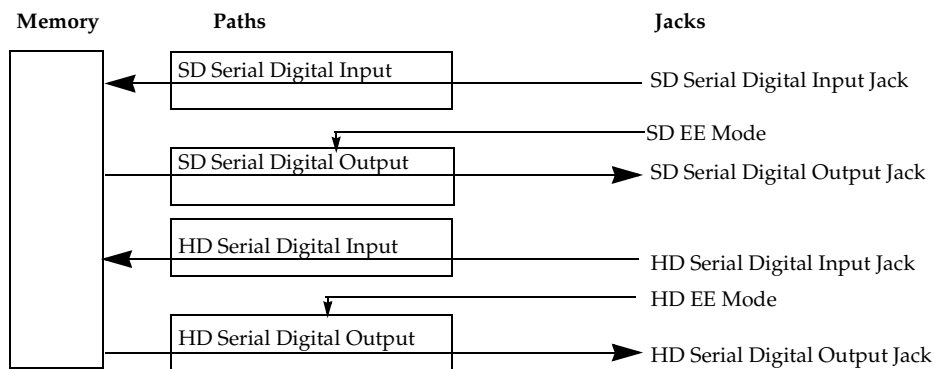 Memory Paths Jacks
SD Serial Digital Input
SD Serial Digital Input Jack
SD EE Mode
SD Serial Digital Output
SD Serial Digital Output Jack
HD Serial Digital Input
HD Serial Digital Input Jack
HD EE Mode
HD Serial Digital Output
HD Serial Digital Output Jack